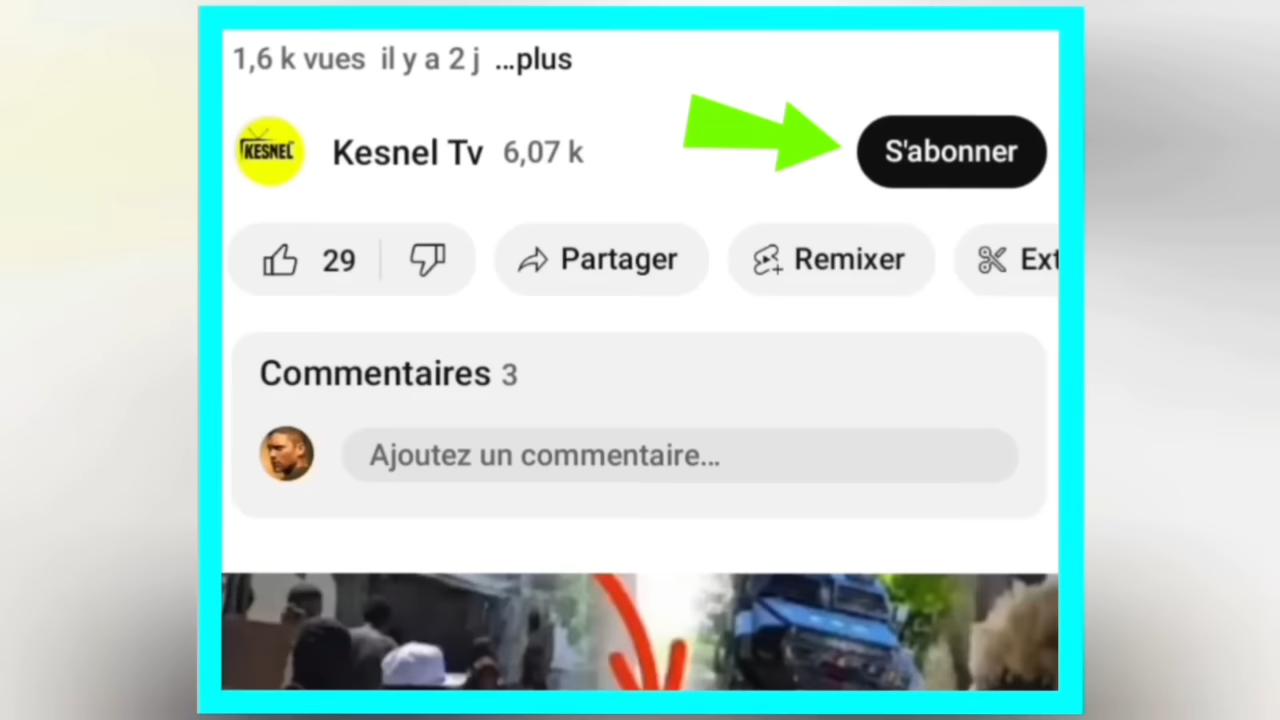 1,6 k vues il y a 2 j ...plus
KESNEL
Kesnel Tv 6,07 k
S'abonner
29
Partager
Remixer
Ext
Commentaires 3
Ajoutez un commentaire...